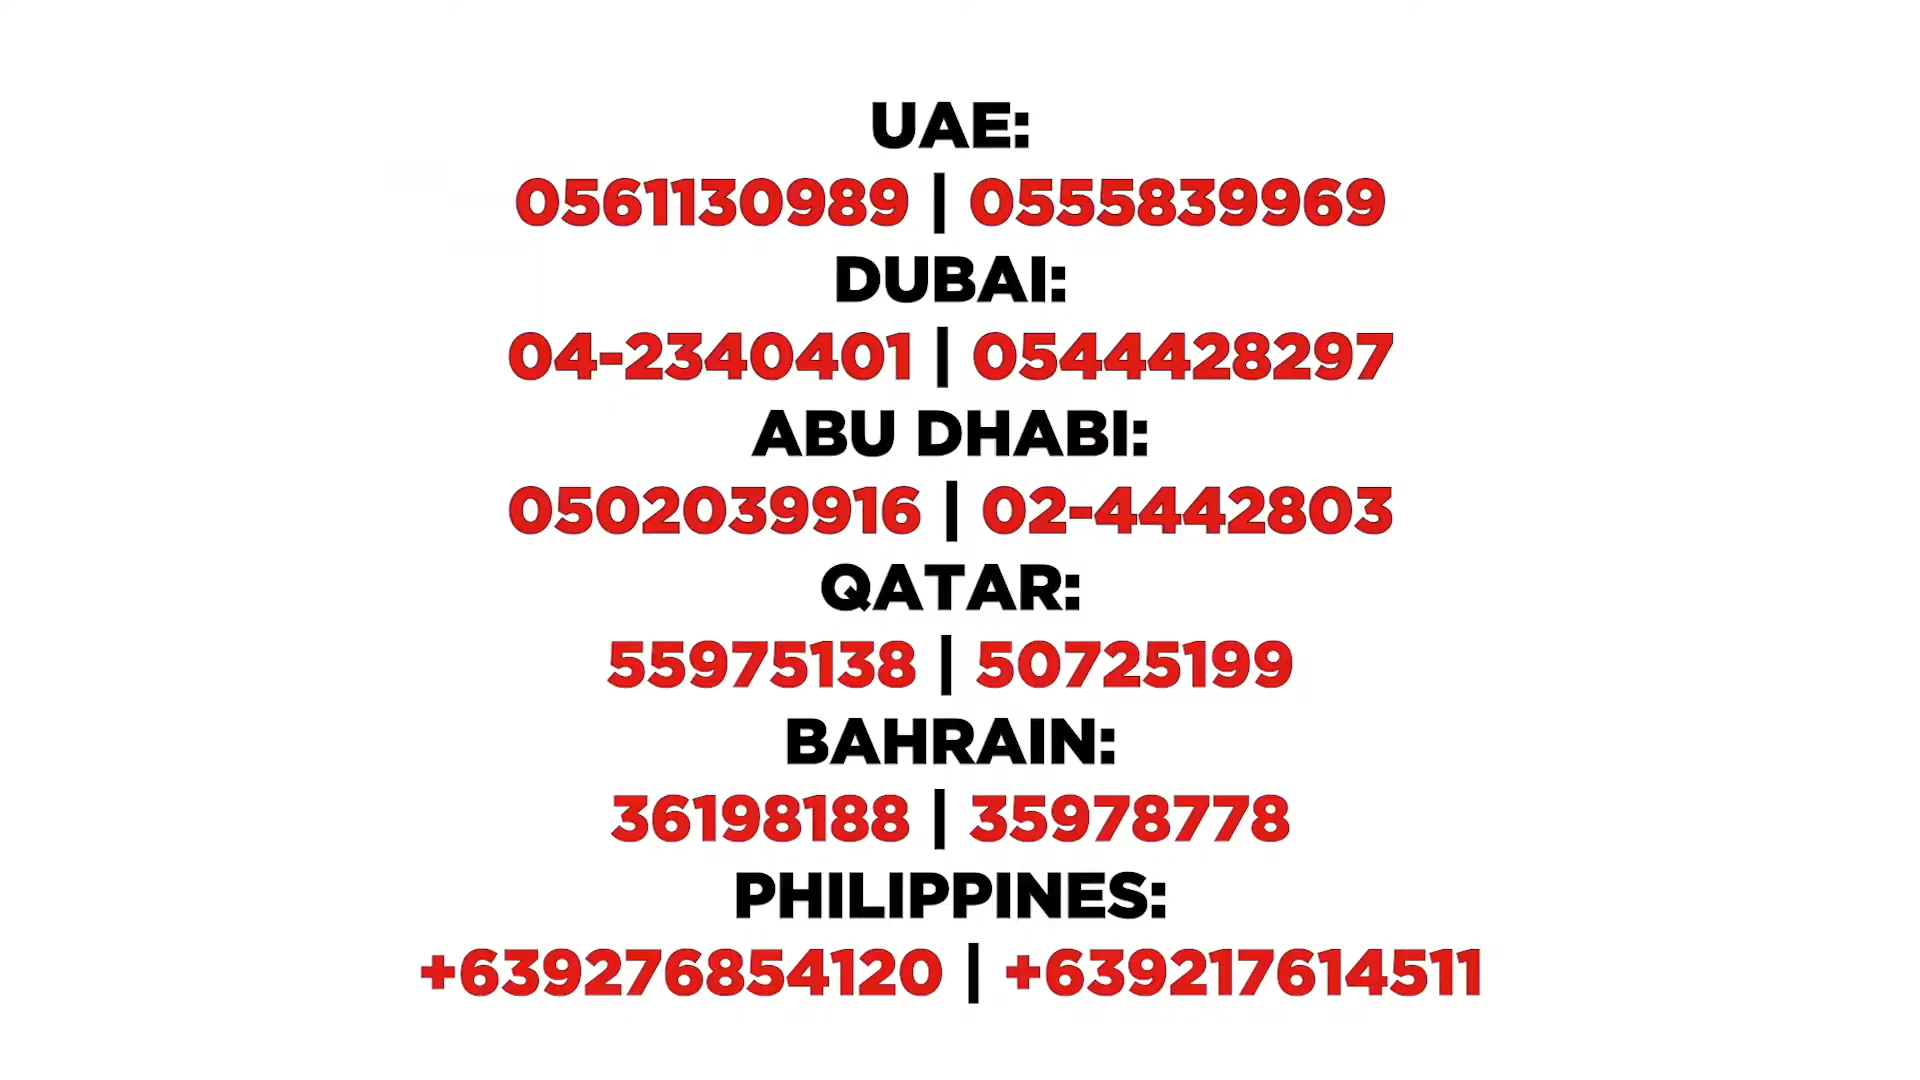 UAE:
0561130989 | 0555839969
DUBAI:
04-2340401 | 0544428297
ABU DHABI:
0502039916 | 02-4442803
QATAR:
55975138 | 50725199
BAHRAIN:
36198188 | 35978778
PHILIPPINES:
+639276854120 | +639217614511